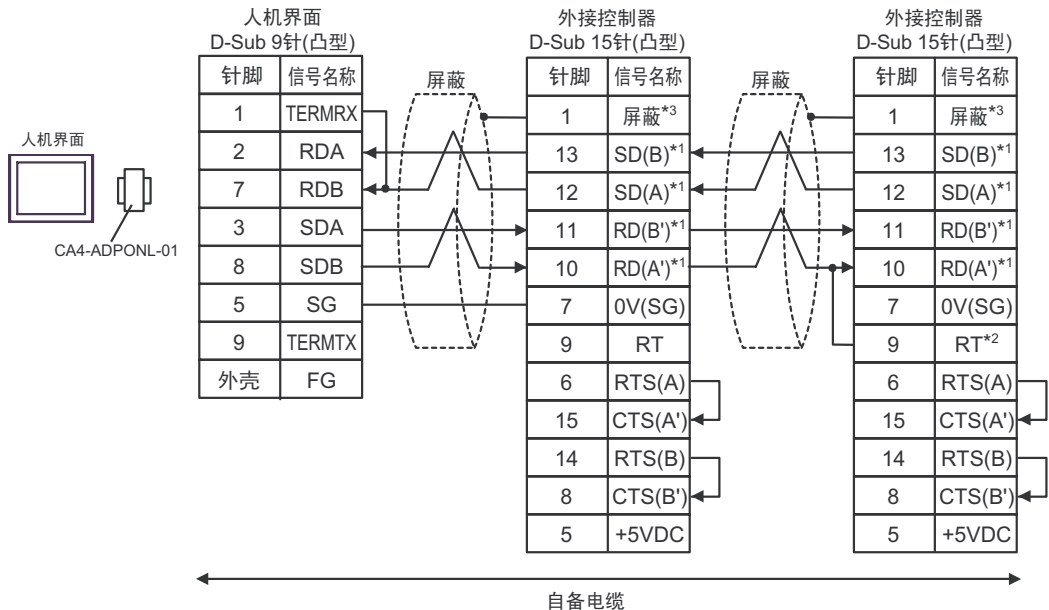 人机界面
D-Sub 9针(凸型)
外接控制器
D-Sub 15针(凸型)
外接控制器
D-Sub 15针(凸型)
人机界面
CA4-ADPONL-01
针脚 信号名称
1 TERMRX
2 RDA
7 RDB
3 SDA
8 SDB
5 SG
9 TERMTX
外壳 FG
屏蔽
针脚 信号名称
1 屏蔽*3
13 SD(B)*1
12 SD(A)*1
11 RD(B')*1
10 RD(A')*1
7 0V(SG)
9 RT
6 RTS(A)
15 CTS(A')
14 RTS(B)
8 CTS(B')
5 +5VDC
屏蔽
针脚 信号名称
1 屏蔽*3
13 SD(B)*1
12 SD(A)*1
11 RD(B')*1
10 RD(A')*1
7 0V(SG)
9 RT*2
6 RTS(A)
15 CTS(A')
14 RTS(B)
8 CTS(B')
5 +5VDC
自备电缆